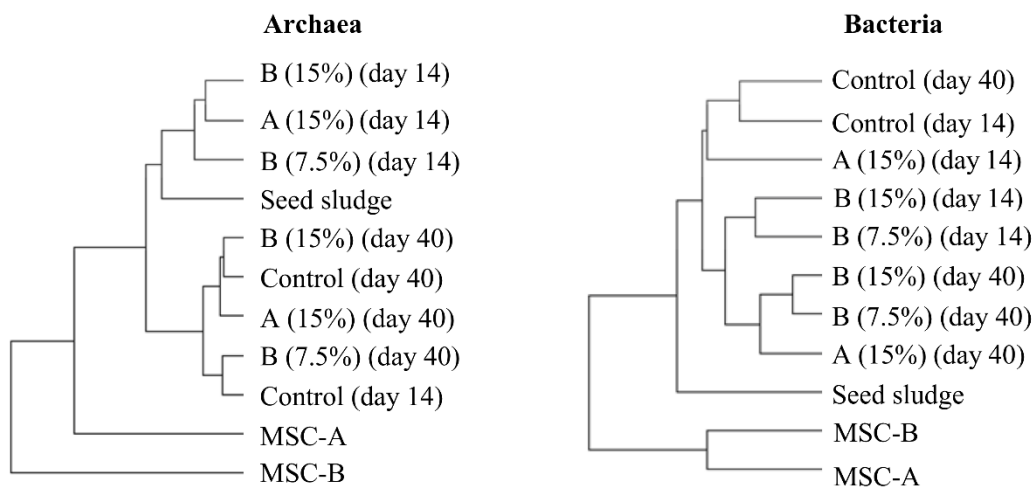 Archaea
B (15%) (day 14)
A (15%) (day 14)
B (7.5%) (day 14)
Seed sludge
B (15%) (day 40)
Control (day 40)
A (15%) (day 40)
B (7.5%) (day 40)
Control (day 14)
MSC-A
MSC-B
Bacteria
Control (day 40)
Control (day 14)
A (15%) (day 14)
B (15%) (day 14)
B (7.5%) (day 14)
B (15%) (day 40)
B (7.5%) (day 40)
A (15%) (day 40)
Seed sludge
MSC-B
MSC-A